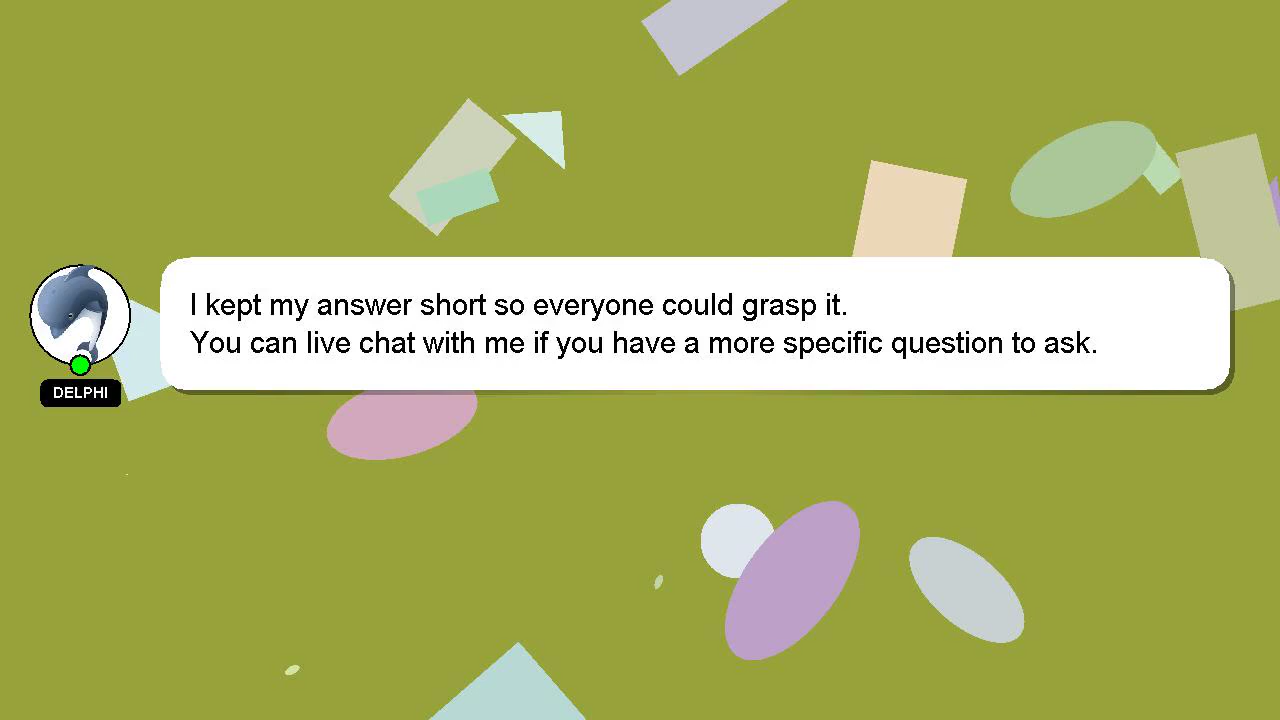 I kept my answer short so everyone could grasp it.
You can live chat with me if you have a more specific question to ask.
DELPHI